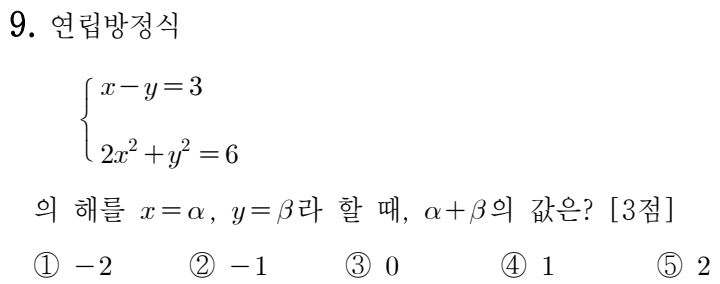 9. 연립방정식
x-y=3
2x²+y²=6
의 해를 x=α, y=β라 할 때, α+β의 값은? [3점]
① -2 ② -1 ③ 0 ④ 1 ⑤ 2